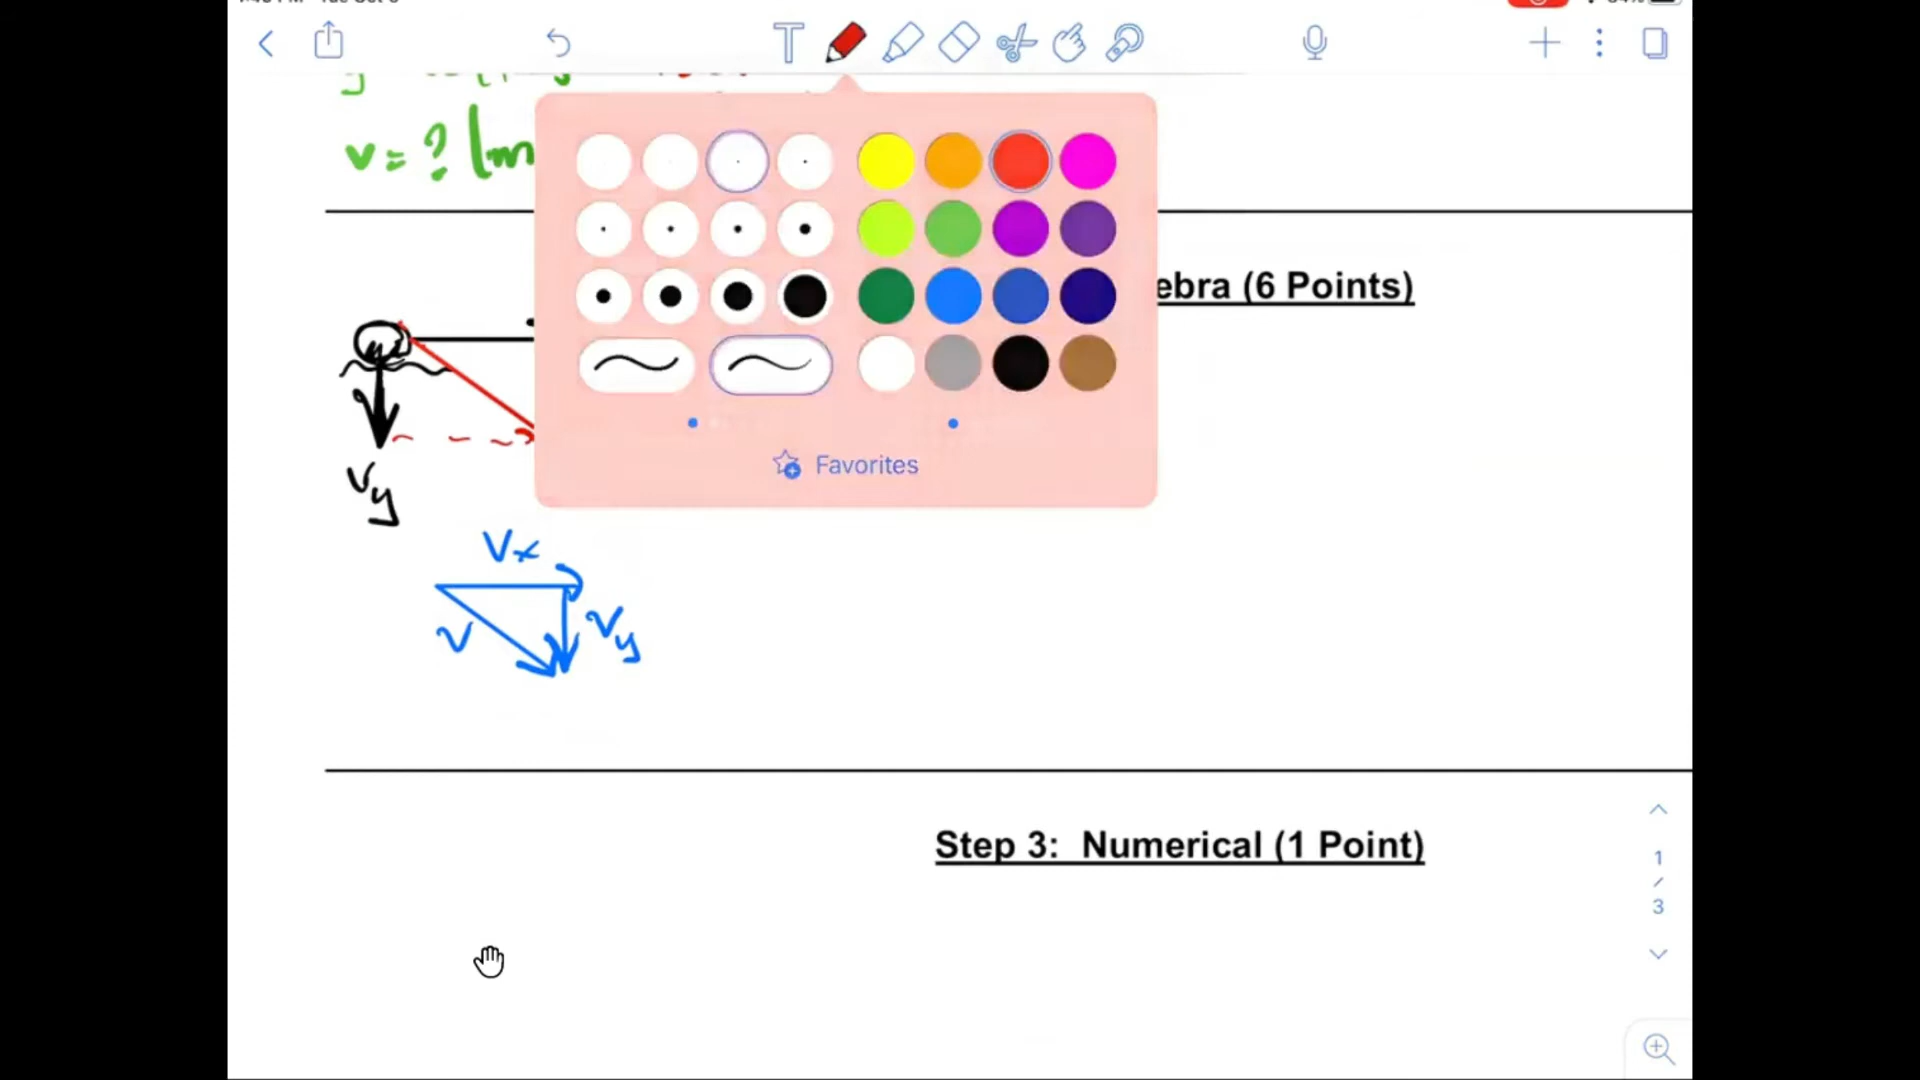 T
v = ? (m
ebra (6 Points)
Favorites
Vy
Vx
V
Vy
Step 3: Numerical (1 Point)
1
/
3